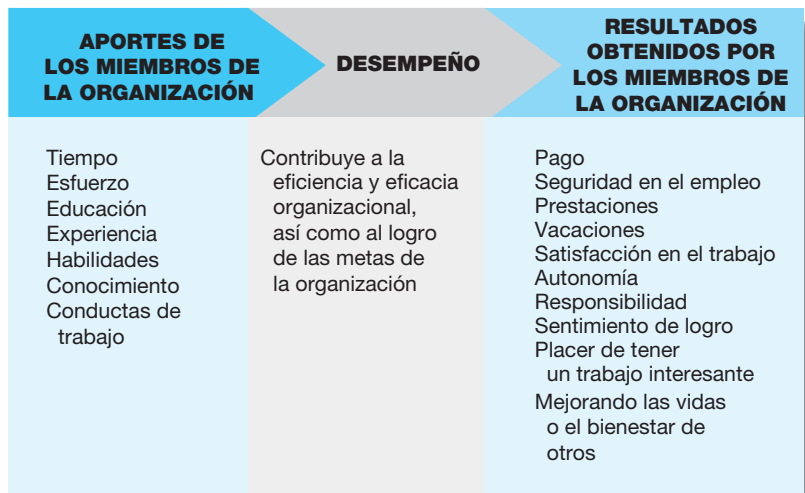 APORTES DE
LOS MIEMBROS DE
LA ORGANIZACIÓN
DESEMPEÑO
RESULTADOS
OBTENIDOS POR
LOS MIEMBROS DE
LA ORGANIZACIÓN
Tiempo
Esfuerzo
Educación
Experiencia
Habilidades
Conocimiento
Conductas de
trabajo
Contribuye a la
eficiencia y eficacia
organizacional,
así como al logro
de las metas de
la organización
Pago
Seguridad en el empleo
Prestaciones
Vacaciones
Satisfacción en el trabajo
Autonomía
Responsibilidad
Sentimiento de logro
Placer de tener
un trabajo interesante
Mejorando las vidas
o el bienestar de
otros